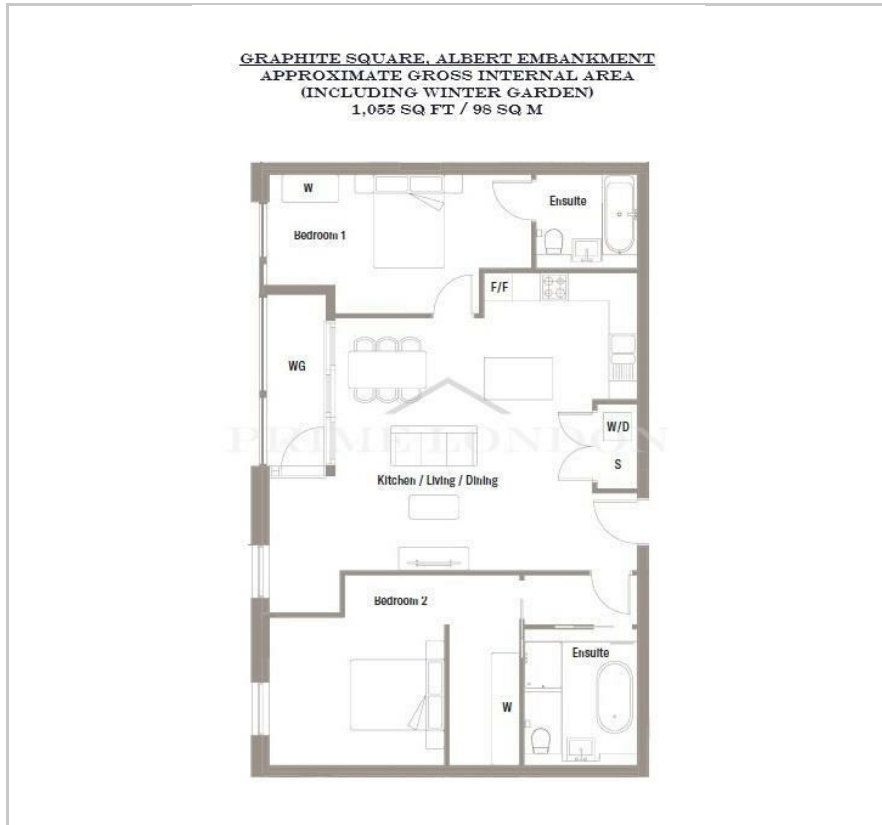 GRAPHITE SQUARE, ALBERT EMBANKMENT
APPROXIMATE GROSS INTERNAL AREA
(INCLUDING WINTER GARDEN)
1,055 SQ FT / 98 SQ M
W
Ensuite
Bedroom 1
F/F
WG
W/D
PRIME LONDON
S
Kitchen / Living / Dining
Bedroom 2
Ensuite
W